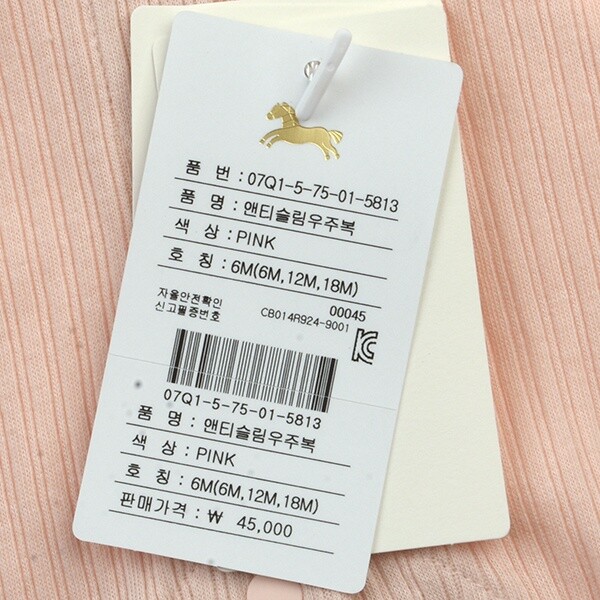 품 번 : 07Q1-5-75-01-5813
품 명 : 앤티슬림우주복
색 상 : PINK
호 칭 : 6M(6M,12M,18M)
00045
자율안전확인
신고필증번호 CB014R924-9001
07Q1-5-75-01-5813
품 명 : 앤티슬림우주복
색 상 : PINK
호 칭 : 6M(6M,12M,18M)
판매가격 : ₩ 45,000